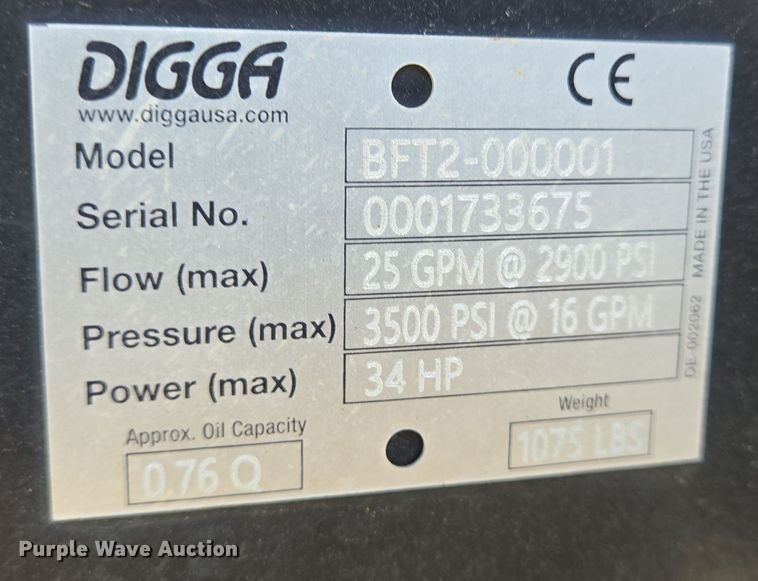 DIGGA CE
www.diggausa.com
Model BFT2-000001
Serial No. 0001733675
Flow (max) 25 GPM @ 2900 PSI
Pressure (max) 3500 PSI @ 16 GPM
Power (max) 34 HP
Approx. Oil Capacity
0.76 Q
Weight
1075 LBS
DE-002062 MADE IN THE USA
Purple Wave Auction